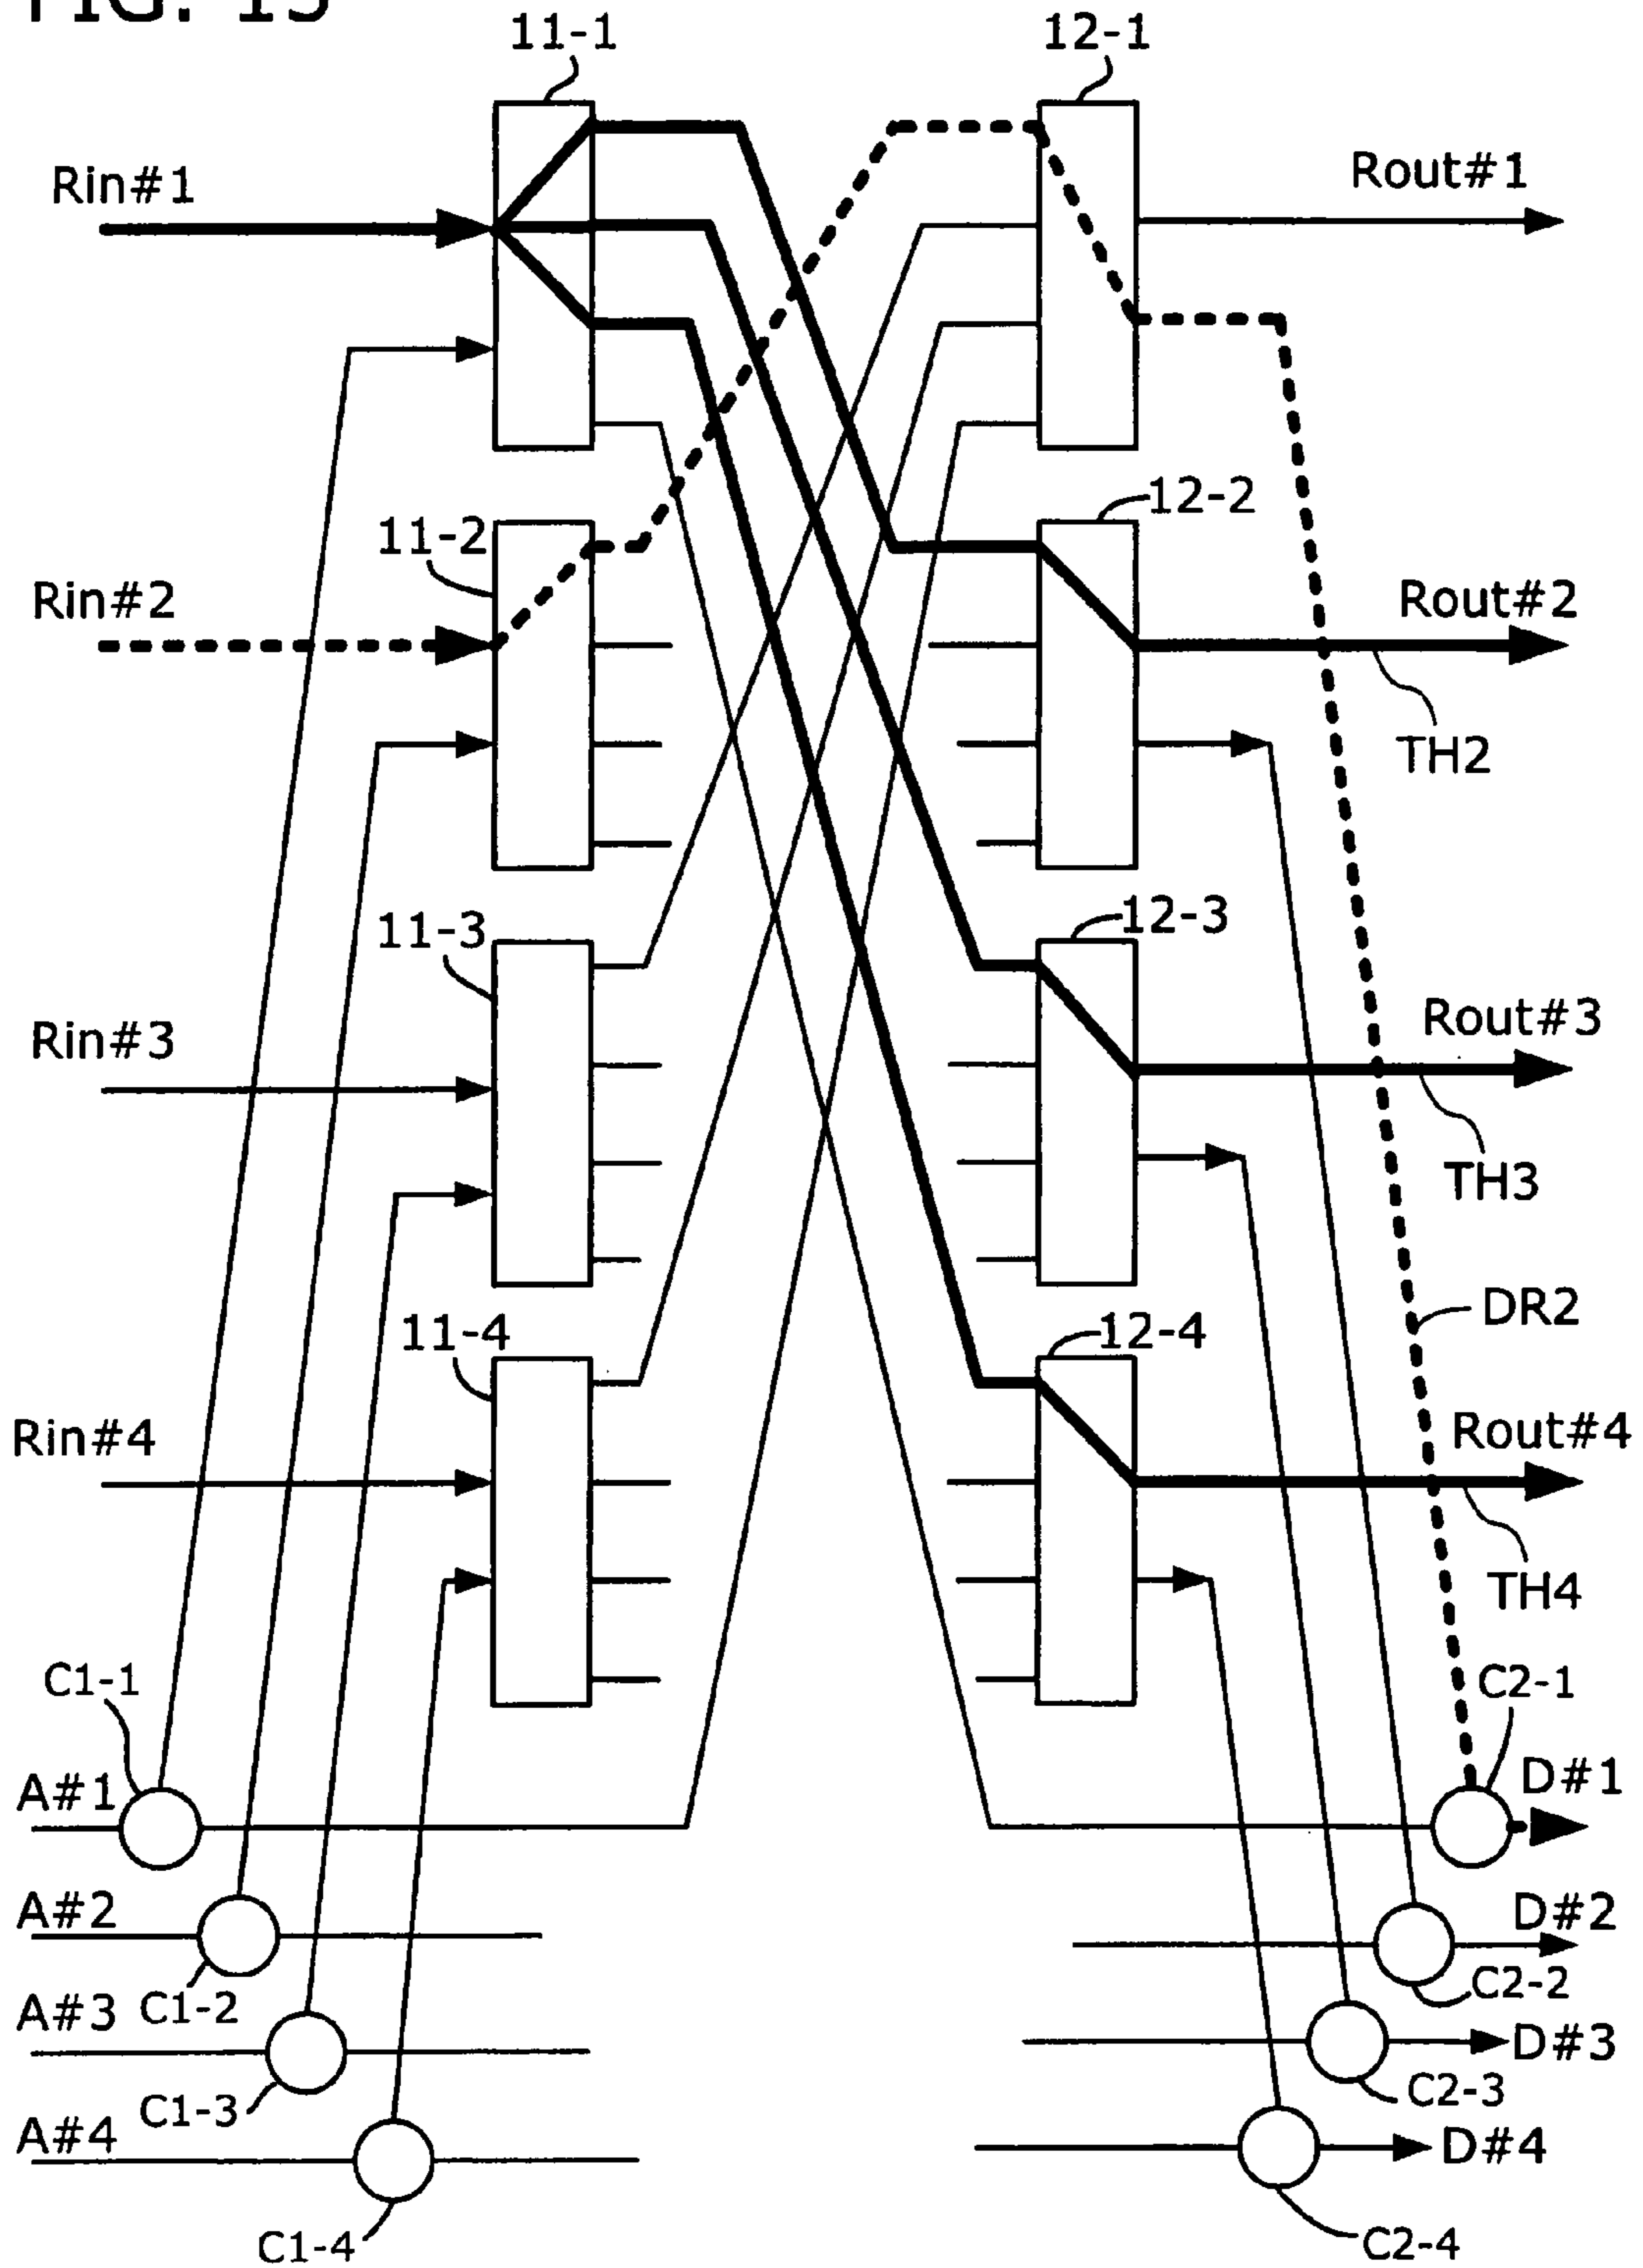 FIG. 15
11-1
12-1
Rin#1
Rout#1
11-2
12-2
Rin#2
Rout#2
TH2
11-3
12-3
Rin#3
Rout#3
TH3
DR2
11-4
12-4
Rin#4
Rout#4
TH4
C1-1
C2-1
A#1
D#1
A#2
D#2
C1-2
C2-2
A#3
D#3
C1-3
C2-3
A#4
D#4
C1-4
C2-4